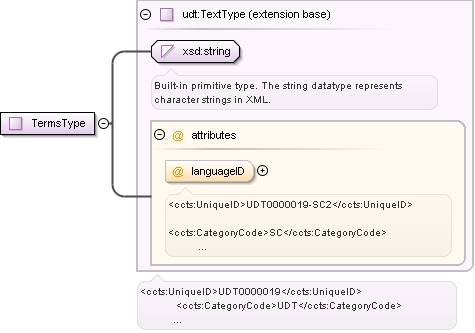 udt:TextType (extension base)
xsd:string
Built-in primitive type. The string datatype represents
character strings in XML.
TermsType
@ attributes
@ languageID
<ccts:UniqueID>UDT0000019-SC2</ccts:UniqueID>
<ccts:CategoryCode>SC</ccts:CategoryCode>
...
<ccts:UniqueID>UDT0000019</ccts:UniqueID>
<ccts:CategoryCode>UDT</ccts:CategoryCode>
...